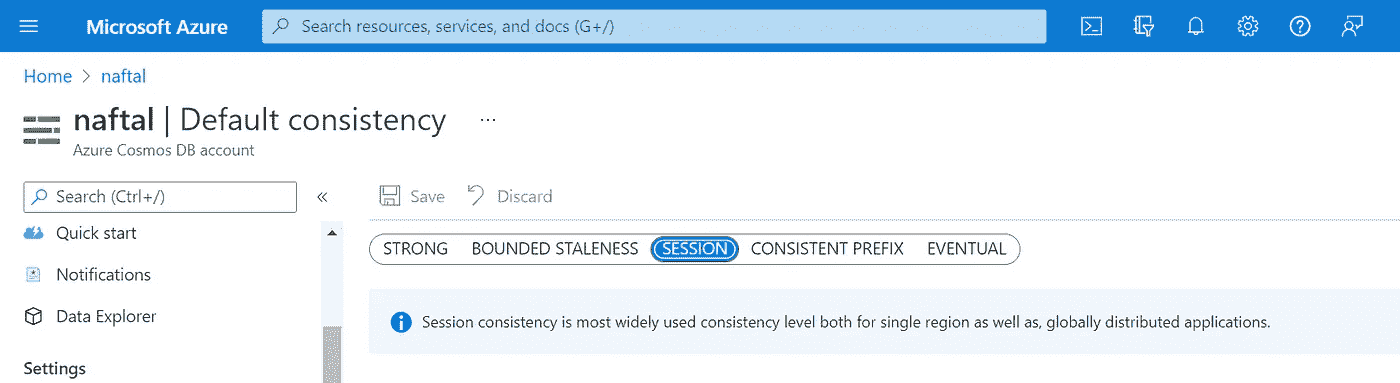 Microsoft Azure
Search resources, services, and docs (G+/)
Home > naftal
naftal | Default consistency ...
Azure Cosmos DB account
Search (Ctrl+/) «
Save Discard
Quick start
STRONG BOUNDED STALENESS SESSION CONSISTENT PREFIX EVENTUAL
Notifications
Data Explorer
Session consistency is most widely used consistency level both for single region as well as, globally distributed applications.
Settings